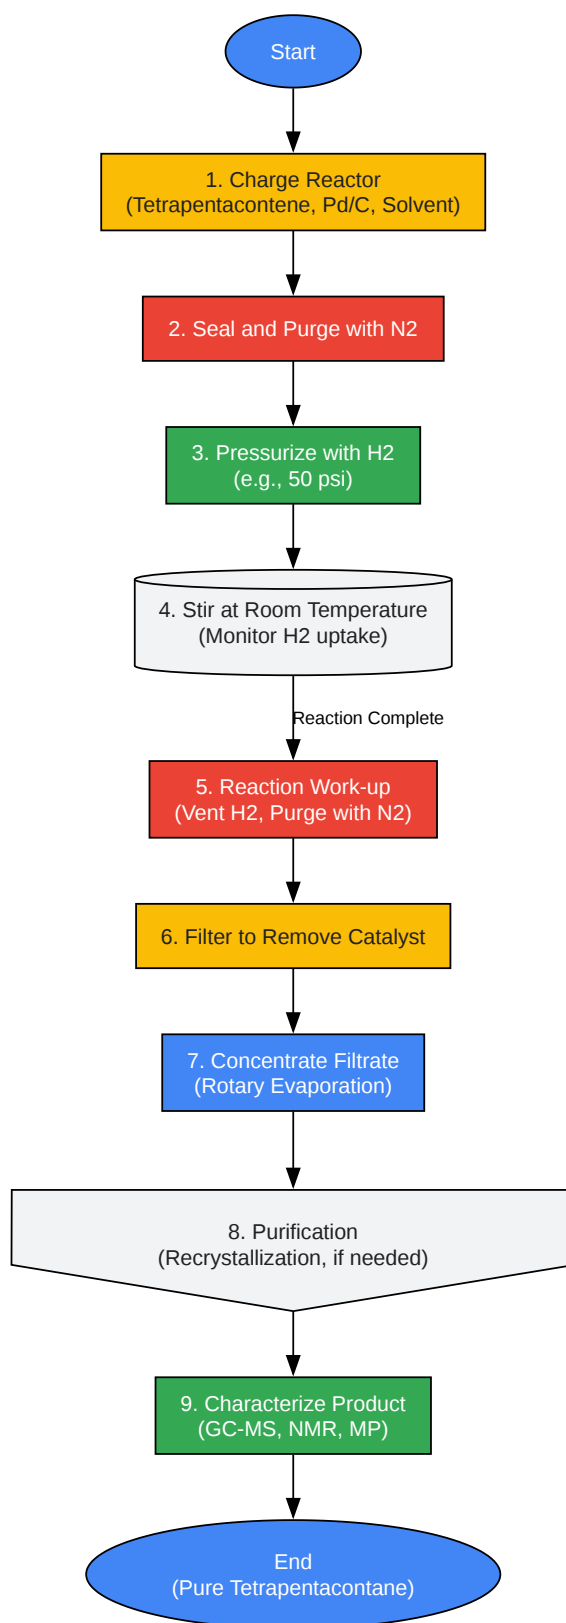 Start
1. Charge Reactor
(Tetrapentacontene, Pd/C, Solvent)
2. Seal and Purge with N2
3. Pressurize with H2
(e.g., 50 psi)
4. Stir at Room Temperature
(Monitor H2 uptake)
Reaction Complete
5. Reaction Work-up
(Vent H2, Purge with N2)
6. Filter to Remove Catalyst
7. Concentrate Filtrate
(Rotary Evaporation)
8. Purification
(Recrystallization, if needed)
9. Characterize Product
(GC-MS, NMR, MP)
End
(Pure Tetrapentacontane)